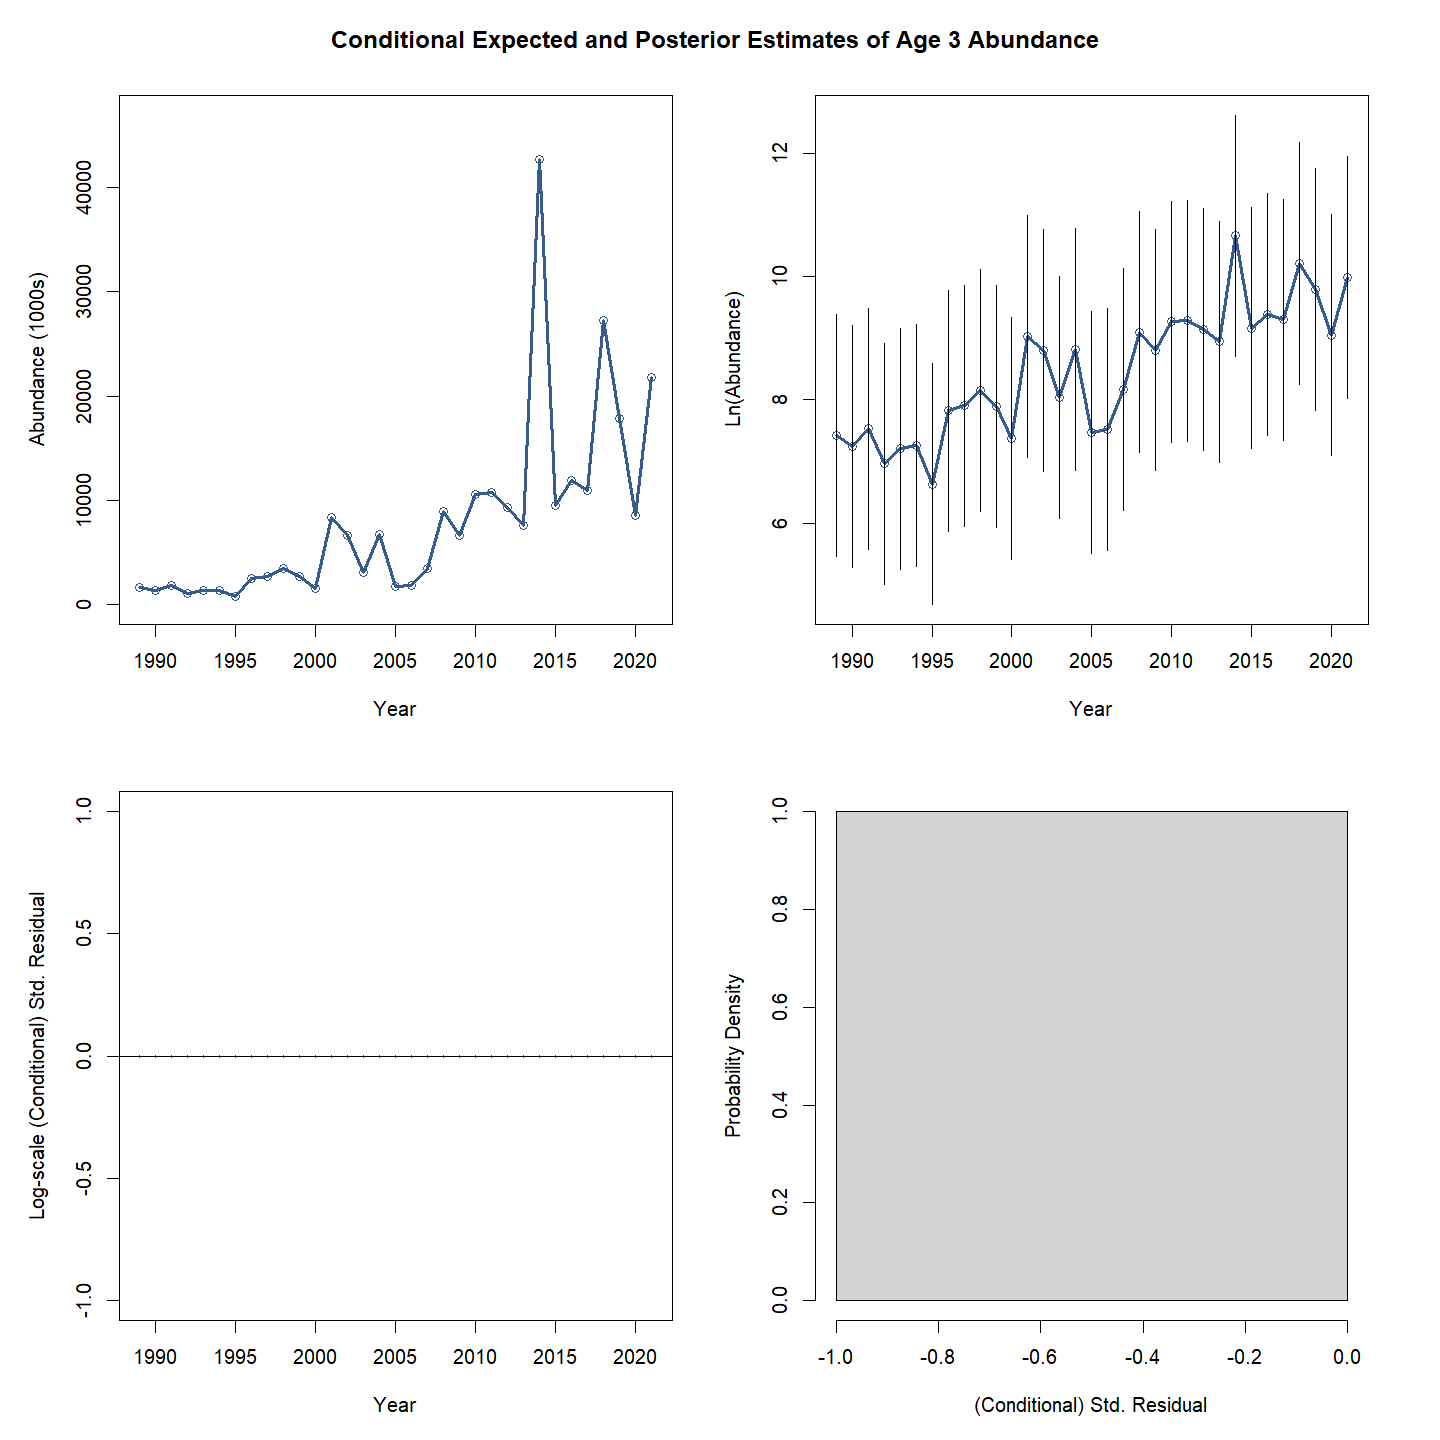 Conditional Expected and Posterior Estimates of Age 3 Abundance
Abundance (1000s)
0 10000 20000 30000 40000
1990 1995 2000 2005 2010 2015 2020
Year
Ln(Abundance)
6 8 10 12
1990 1995 2000 2005 2010 2015 2020
Year
Log-scale (Conditional) Std. Residual
-1.0 -0.5 0.0 0.5 1.0
1990 1995 2000 2005 2010 2015 2020
Year
Probability Density
0.0 0.2 0.4 0.6 0.8 1.0
-1.0 -0.8 -0.6 -0.4 -0.2 0.0
(Conditional) Std. Residual